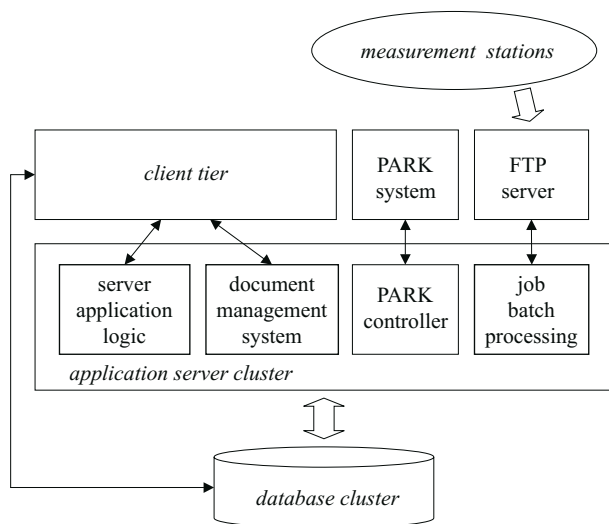 measurement stations
client tier
PARK
system
FTP
server
server
application
logic
document
management
system
PARK
controller
job
batch
processing
application server cluster
database cluster